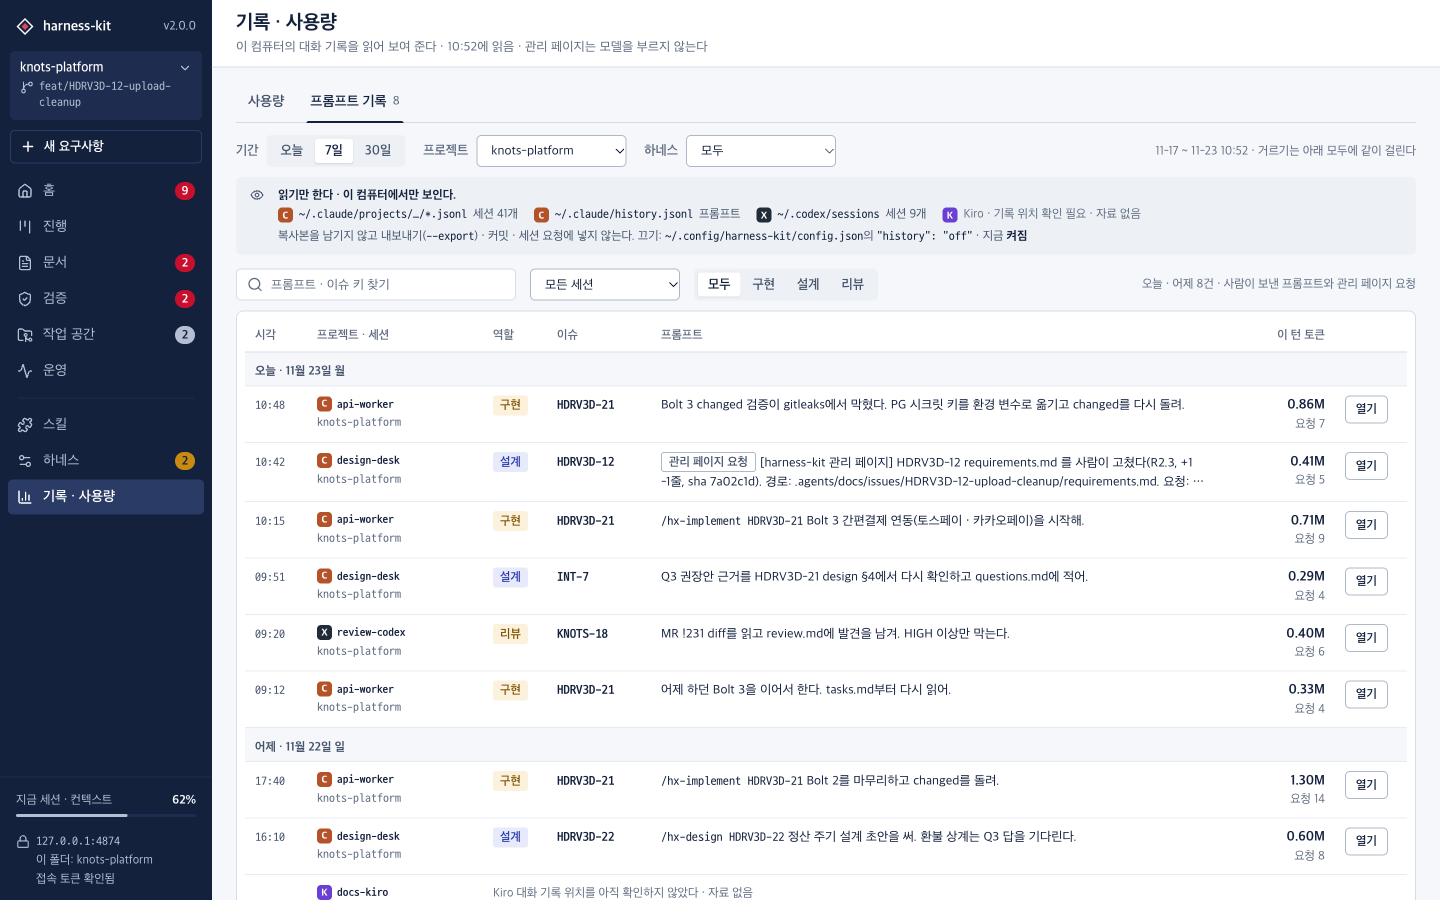 harness-kit v2.0.0
knots-platform
feat/HDRV3D-12-upload-
cleanup
새 요구사항
홈 9
진행
문서 2
검증 2
작업 공간 2
운영
스킬
하네스 2
기록 · 사용량
지금 세션 · 컨텍스트 62%
127.0.0.1:4874
이 폴더: knots-platform
접속 토큰 확인됨
기록 · 사용량
이 컴퓨터의 대화 기록을 읽어 보여 준다 · 10:52에 읽음 · 관리 페이지는 모델을 부르지 않는다
사용량 프롬프트 기록 8
기간 오늘 7일 30일 프로젝트 knots-platform 하네스 모두 11-17 ~ 11-23 10:52 · 거르기는 아래 모두에 같이 걸린다
읽기만 한다 · 이 컴퓨터에서만 보인다.
C ~/.claude/projects/…/*.jsonl 세션 41개 C ~/.claude/history.jsonl 프롬프트 X ~/.codex/sessions 세션 9개 K Kiro · 기록 위치 확인 필요 · 자료 없음
복사본을 남기지 않고 내보내기(--export) · 커밋 · 세션 요청에 넣지 않는다. 끄기: ~/.config/harness-kit/config.json의 "history": "off" · 지금 켜짐
프롬프트 · 이슈 키 찾기 모든 세션 모두 구현 설계 리뷰 오늘 · 어제 8건 · 사람이 보낸 프롬프트와 관리 페이지 요청
시각 프로젝트 · 세션 역할 이슈 프롬프트 이 턴 토큰
오늘 · 11월 23일 월
10:48 C api-worker 구현 HDRV3D-21 Bolt 3 changed 검증이 gitleaks에서 막혔다. PG 시크릿 키를 환경 변수로 옮기고 changed를 다시 돌려. 0.86M 열기
knots-platform 요청 7
10:42 C design-desk 설계 HDRV3D-12 관리 페이지 요청 [harness-kit 관리 페이지] HDRV3D-12 requirements.md 를 사람이 고쳤다(R2.3, +1 0.41M 열기
knots-platform -1줄, sha 7a02c1d). 경로: .agents/docs/issues/HDRV3D-12-upload-cleanup/requirements.md. 요청: … 요청 5
10:15 C api-worker 구현 HDRV3D-21 /hx-implement HDRV3D-21 Bolt 3 간편결제 연동(토스페이 · 카카오페이)을 시작해. 0.71M 열기
knots-platform 요청 9
09:51 C design-desk 설계 INT-7 Q3 권장안 근거를 HDRV3D-21 design §4에서 다시 확인하고 questions.md에 적어. 0.29M 열기
knots-platform 요청 4
09:20 X review-codex 리뷰 KNOTS-18 MR !231 diff를 읽고 review.md에 발견을 남겨. HIGH 이상만 막는다. 0.40M 열기
knots-platform 요청 6
09:12 C api-worker 구현 HDRV3D-21 어제 하던 Bolt 3을 이어서 한다. tasks.md부터 다시 읽어. 0.33M 열기
knots-platform 요청 4
어제 · 11월 22일 일
17:40 C api-worker 구현 HDRV3D-21 /hx-implement HDRV3D-21 Bolt 2를 마무리하고 changed를 돌려. 1.30M 열기
knots-platform 요청 14
16:10 C design-desk 설계 HDRV3D-22 /hx-design HDRV3D-22 정산 주기 설계 초안을 써. 환불 상계는 Q3 답을 기다린다. 0.60M 열기
knots-platform 요청 8
K docs-kiro Kiro 대화 기록 위치를 아직 확인하지 않았다 · 자료 없음